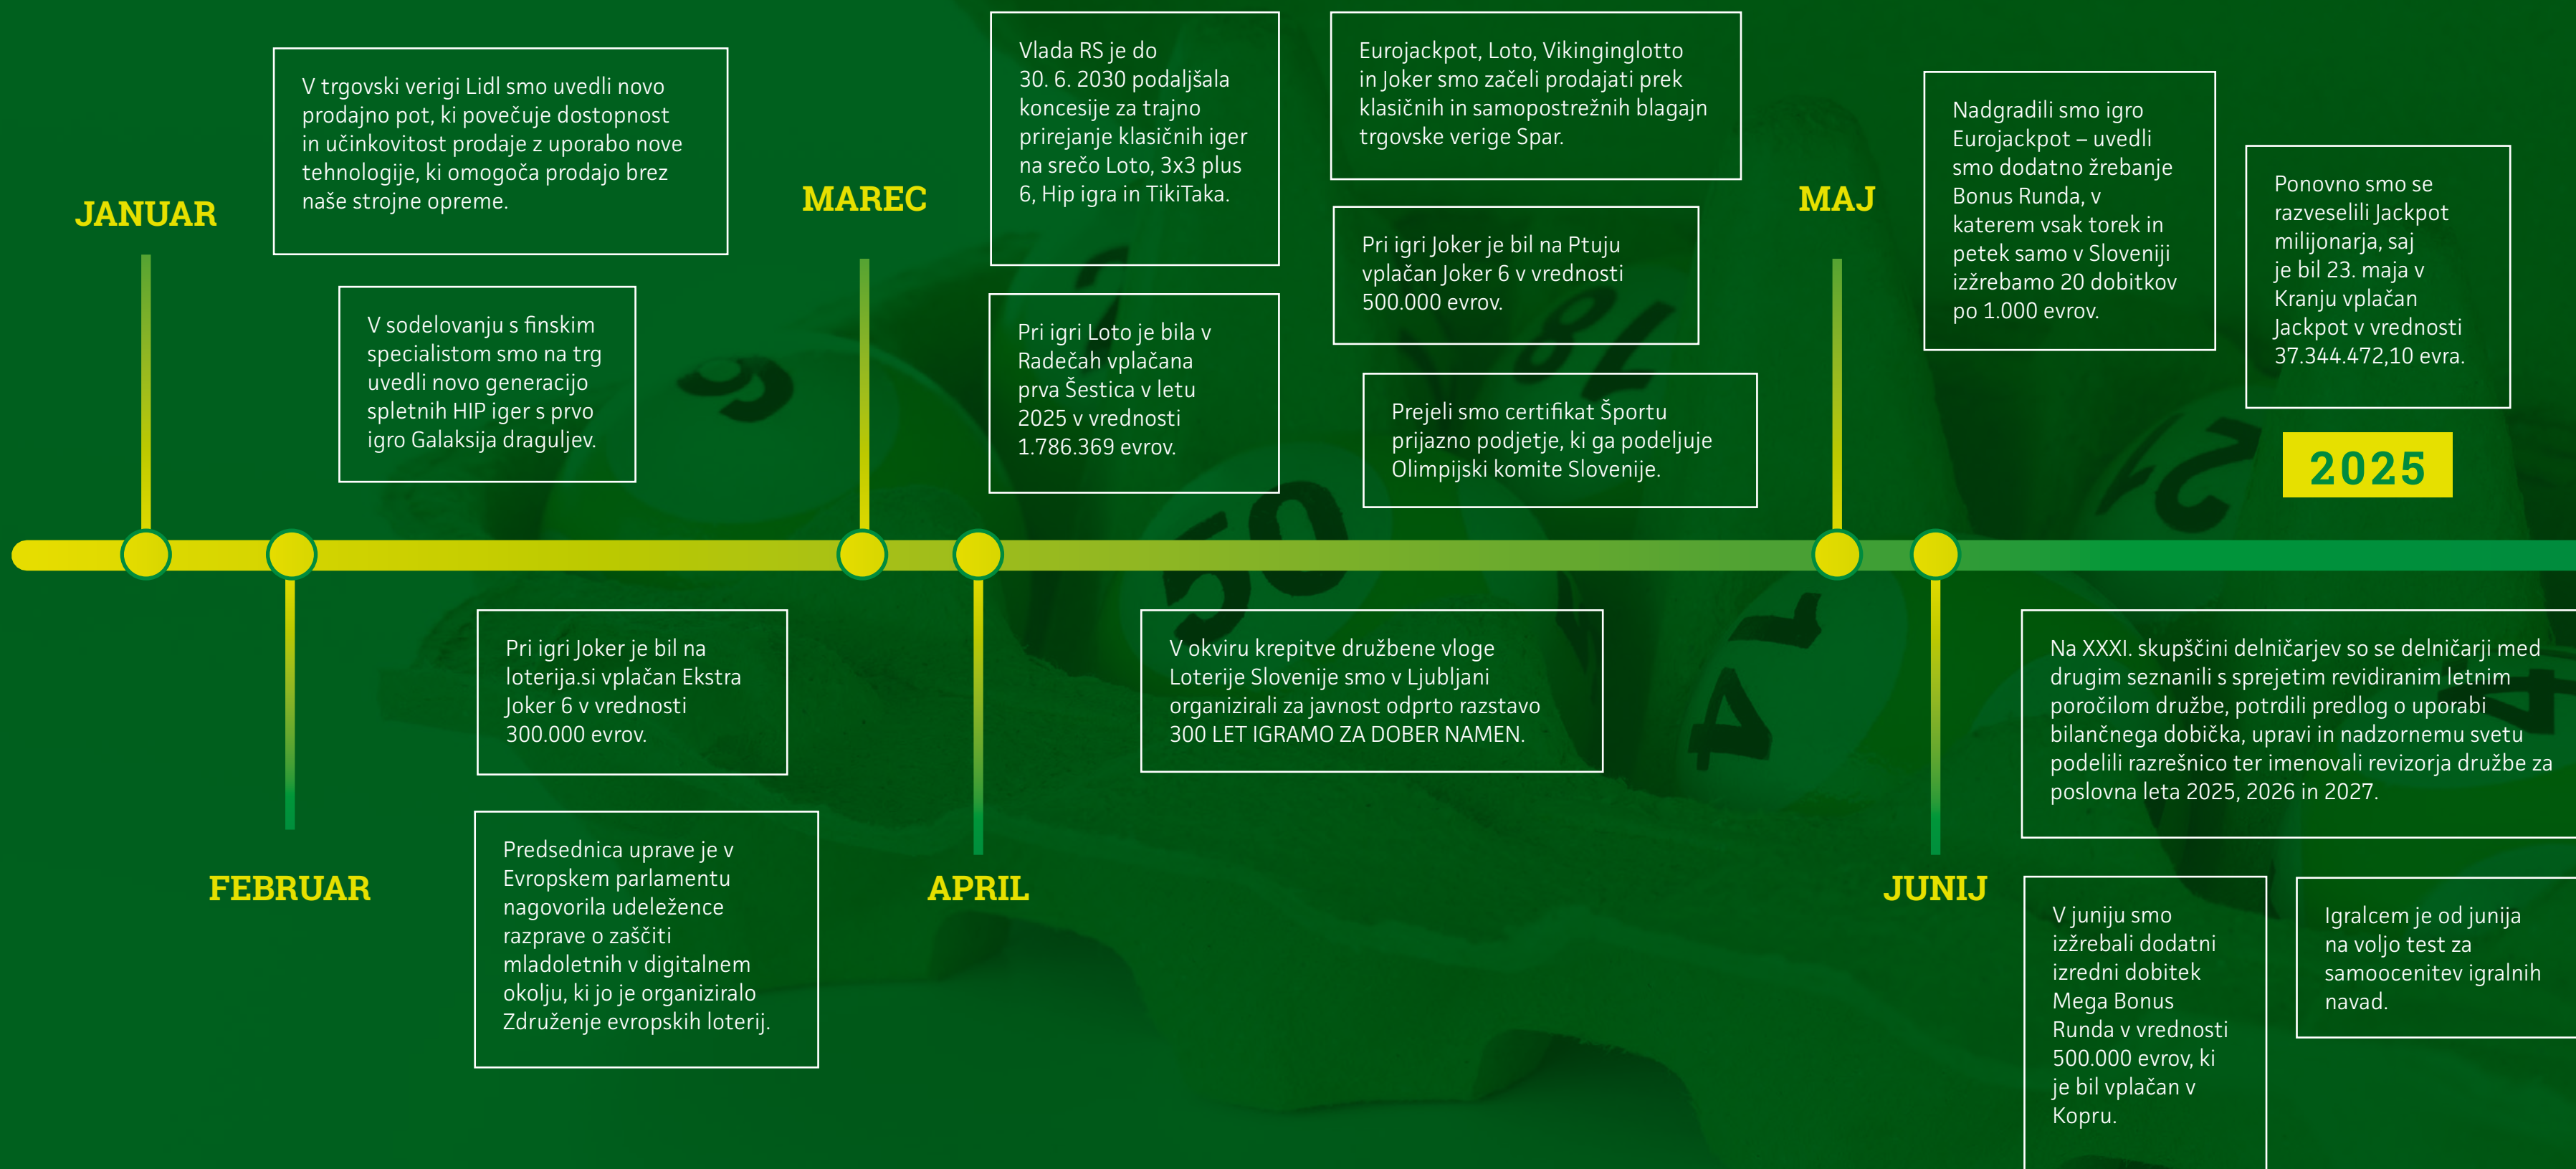 JANUAR
V trgovski verigi Lidl smo uvedli novo
prodajno pot, ki povečuje dostopnost
in učinkovitost prodaje z uporabo nove
tehnologije, ki omogoča prodajo brez
naše strojne opreme.
V sodelovanju s finskim
specialistom smo na trg
uvedli novo generacijo
spletnih HIP iger s prvo
igro Galaksija draguljev.
FEBRUAR
Pri igri Joker je bil na
loterija.si vplačan Ekstra
Joker 6 v vrednosti
300.000 evrov.
Predsednica uprave je v
Evropskem parlamentu
nagovorila udeležence
razprave o zaščiti
mladoletnih v digitalnem
okolju, ki jo je organiziralo
Združenje evropskih loterij.
MAREC
Vlada RS je do
30. 6. 2030 podaljšala
koncesije za trajno
prirejanje klasičnih iger
na srečo Loto, 3x3 plus
6, Hip igra in TikiTaka.
Pri igri Loto je bila v
Radečah vplačana
prva Šestica v letu
2025 v vrednosti
1.786.369 evrov.
Eurojackpot, Loto, Vikinginglotto
in Joker smo začeli prodajati prek
klasičnih in samopostrežnih blagajn
trgovske verige Spar.
Pri igri Joker je bil na Ptuju
vplačan Joker 6 v vrednosti
500.000 evrov.
Prejeli smo certifikat Športu
prijazno podjetje, ki ga podeljuje
Olimpijski komite Slovenije.
APRIL
V okviru krepitve družbene vloge
Loterije Slovenije smo v Ljubljani
organizirali za javnost odprto razstavo
300 LET IGRAMO ZA DOBER NAMEN.
MAJ
Nadgradili smo igro
Eurojackpot – uvedli
smo dodatno žrebanje
Bonus Runda, v
katerem vsak torek in
petek samo v Sloveniji
izžrebamo 20 dobitkov
po 1.000 evrov.
Ponovno smo se
razveselili Jackpot
milijonarja, saj
je bil 23. maja v
Kranju vplačan
Jackpot v vrednosti
37.344.472,10 evra.
2025
JUNIJ
Na XXXI. skupščini delničarjev so se delničarji med
drugim seznanili s sprejetim revidiranim letnim
poročilom družbe, potrdili predlog o uporabi
bilančnega dobička, upravi in nadzornemu svetu
podelili razrešnico ter imenovali revizorja družbe za
poslovna leta 2025, 2026 in 2027.
V juniju smo
izžrebali dodatni
izredni dobitek
Mega Bonus
Runda v vrednosti
500.000 evrov, ki
je bil vplačan v
Kopru.
Igralcem je od junija
na voljo test za
samoocenitev igralnih
navad.
9
18
50
21
7
4
4